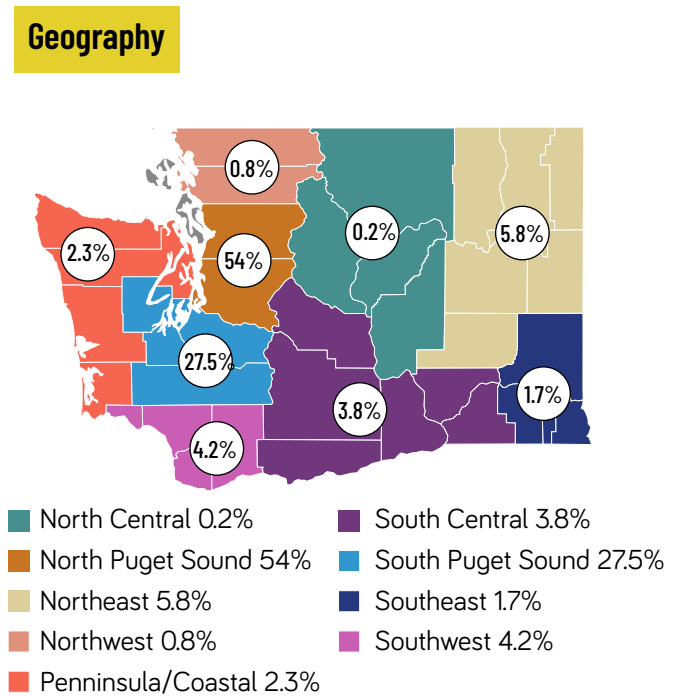 Geography
0.8%
0.2%
5.8%
2.3%
54%
27.5%
3.8%
1.7%
4.2%
North Central 0.2%
North Puget Sound 54%
Northeast 5.8%
Northwest 0.8%
Penninsula/Coastal 2.3%
South Central 3.8%
South Puget Sound 27.5%
Southeast 1.7%
Southwest 4.2%